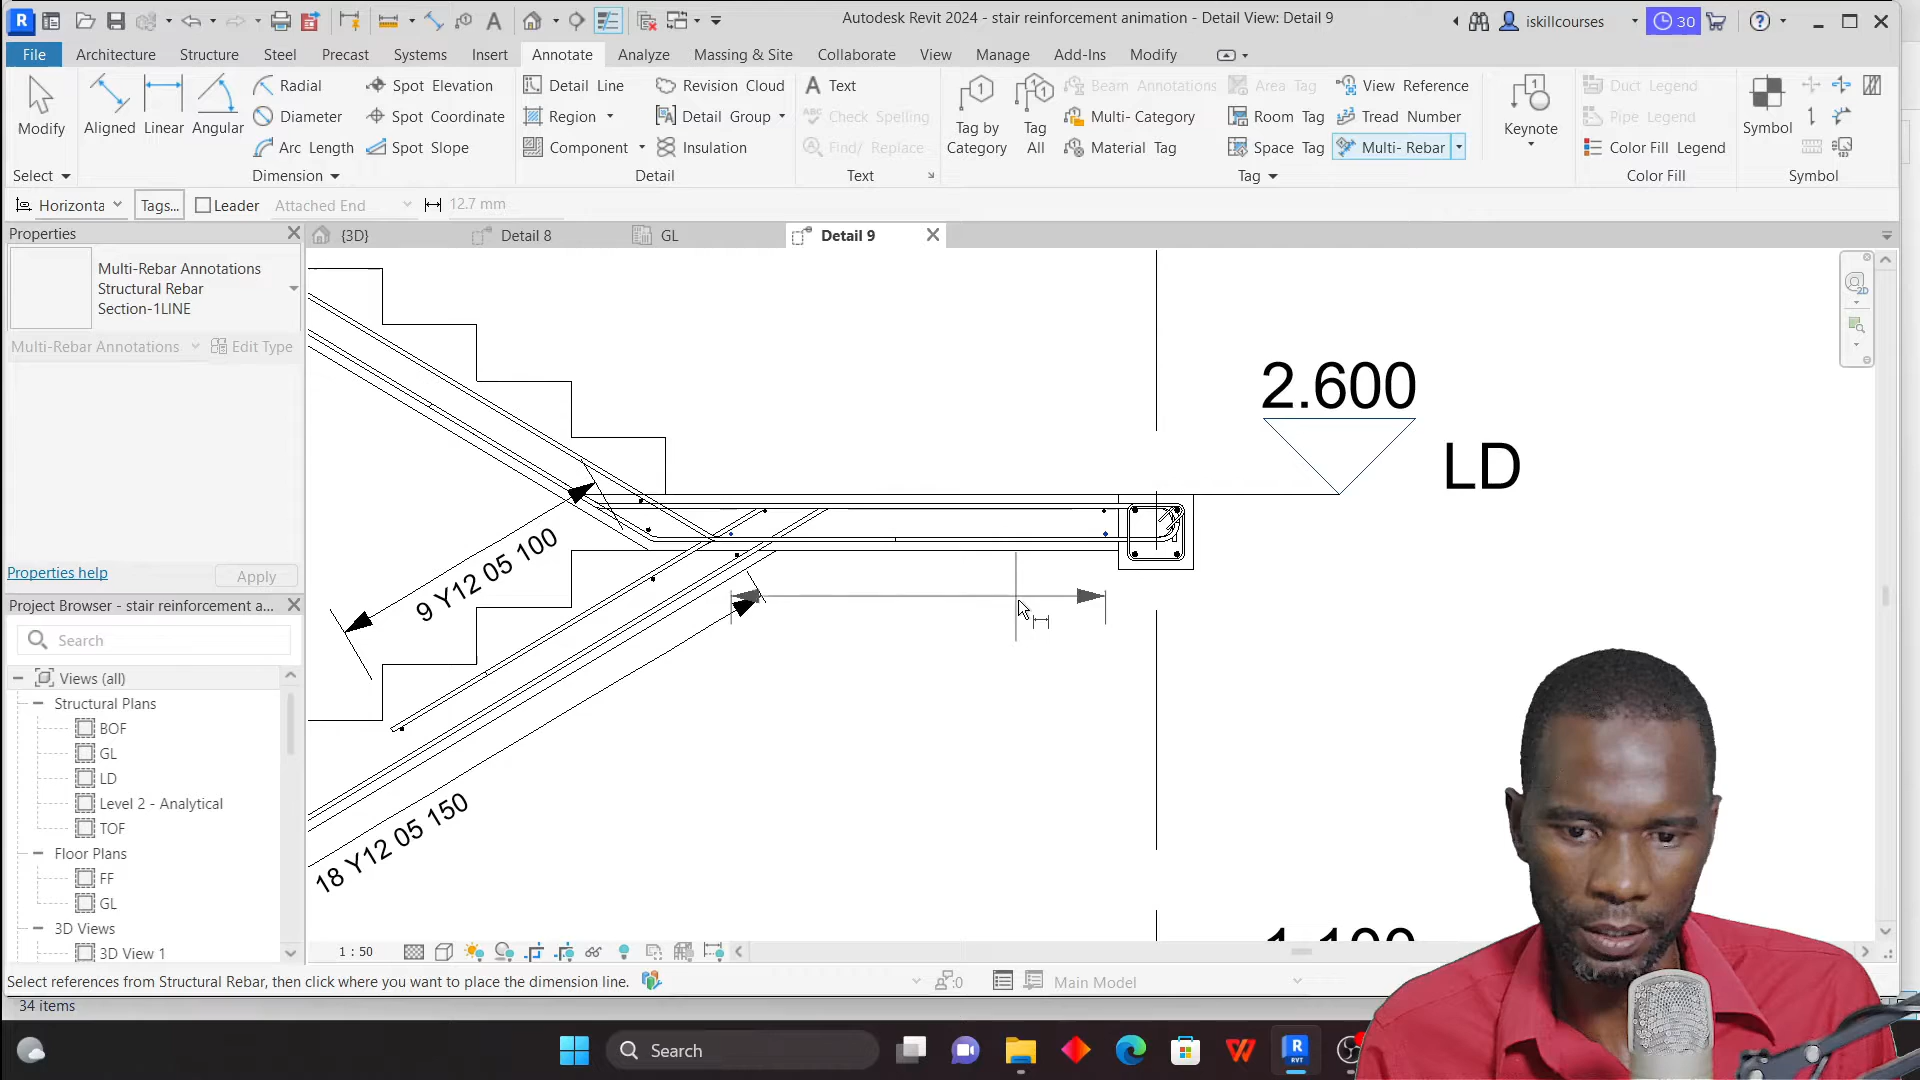 Autodesk Revit 2024 - stair reinforcement animation - Detail View: Detail 9
iskillcourses
30
File Architecture Structure Steel Precast Systems Insert Annotate Analyze Massing & Site Collaborate View Manage Add-Ins Modify
Modify
Select
Aligned Linear Angular
Radial
Diameter
Arc Length
Spot Elevation
Spot Coordinate
Spot Slope
Dimension
Detail Line
Region
Component
Revision Cloud
Detail Group
Insulation
Detail
Text
Check Spelling
Find/ Replace
Text
Tag by Category
Tag All
Beam Annotations
Multi- Category
Material Tag
Area Tag
Room Tag
Space Tag
View Reference
Tread Number
Multi- Rebar
Tag
Keynote
Duct Legend
Pipe Legend
Color Fill Legend
Color Fill
Symbol
Symbol
Horizonta
Tags...
Leader
Attached End
12.7 mm
Properties
{3D}
Detail 8
GL
Detail 9
Multi-Rebar Annotations
Structural Rebar
Section-1LINE
Multi-Rebar Annotations
Edit Type
Properties help
Apply
Project Browser - stair reinforcement a...
Search
Views (all)
Structural Plans
BOF
GL
LD
Level 2 - Analytical
TOF
Floor Plans
FF
GL
3D Views
3D View 1
2.600
LD
9 Y12 05 100
18 Y12 05 150
1.100
1 : 50
Select references from Structural Rebar, then click where you want to place the dimension line.
:0
Main Model
34 items
Search